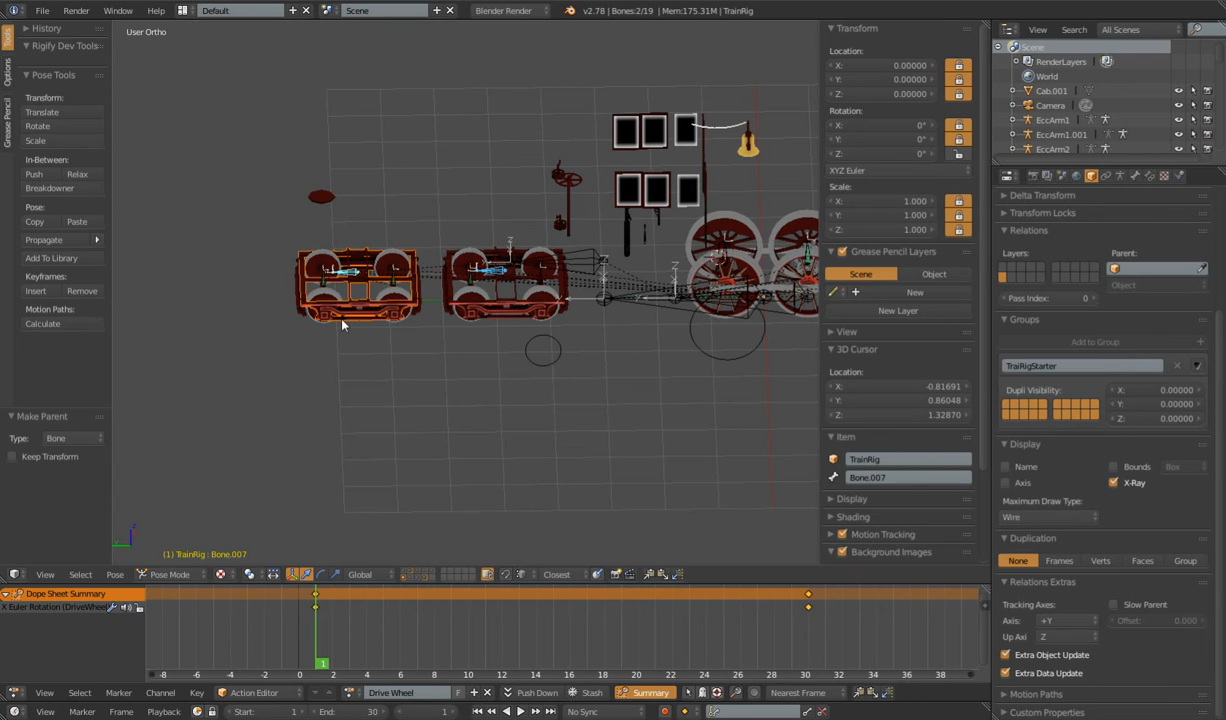 File Render Window Help Default Scene Blender Render v2.78 | Bones:2/19 | Mem:175.31M | TrainRig
Tools
Options
Grease Pencil
History
Rigify Dev Tools
Pose Tools
Transform:
Translate
Rotate
Scale
In-Between:
Push Relax
Breakdowner
Pose:
Copy Paste
Propagate
Add To Library
Keyframes:
Insert Remove
Motion Paths:
Calculate
Make Parent
Type: Bone
Keep Transform
User Ortho
(1) TrainRig : Bone.007
Transform
Location:
X: 0.00000
Y: 0.00000
Z: 0.00000
Rotation:
X: 0°
Y: 0°
Z: 0°
XYZ Euler
Scale:
X: 1.000
Y: 1.000
Z: 1.000
Grease Pencil Layers
Scene Object
New
New Layer
View
3D Cursor
Location:
X: -0.81691
Y: 0.86048
Z: 1.32870
Item
TrainRig
Bone.007
Display
Shading
Motion Tracking
Background Images
View Search All Scenes
Scene
RenderLayers
World
Cab.001
Camera
EccArm1
EccArm1.001
EccArm2
Delta Transform
Transform Locks
Relations
Layers: Parent:
Object
Pass Index: 0
Groups
Add to Group
TraiRigStarter
Dupli Visibility: X: 0.00000
Y: 0.00000
Z: 0.00000
Display
Name Bounds Box
Axis X-Ray
Maximum Draw Type:
Wire
Duplication
None Frames Verts Faces Group
Relations Extras
Tracking Axes: Slow Parent
Axis: +Y Offset: 0.000
Up Axi Z
Extra Object Update
Extra Data Update
Motion Paths
Custom Properties
View Select Pose Pose Mode Global Closest
Dope Sheet Summary
X Euler Rotation (DriveWheel
1
-8 -6 -4 -2 0 2 4 6 8 10 12 14 16 18 20 22 24 26 28 30 32 34 36 38
View Select Marker Channel Key Action Editor Drive Wheel F Push Down Stash Summary Nearest Frame
View Marker Frame Playback Start: 1 End: 30 1 No Sync